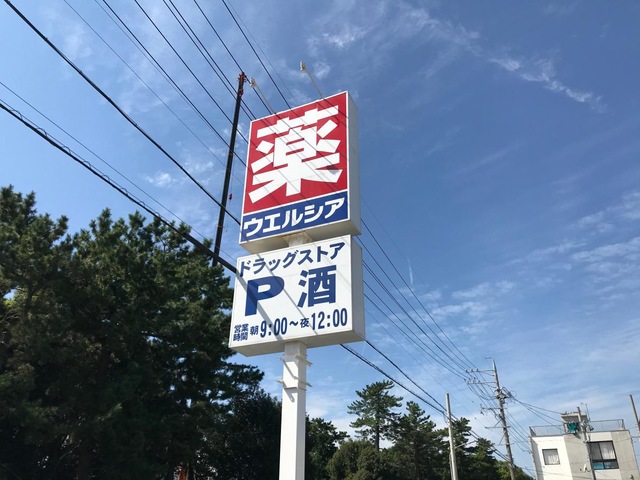 薬
ウエルシア
ドラッグストア
P 酒
営業時間 朝9:00～夜12:00